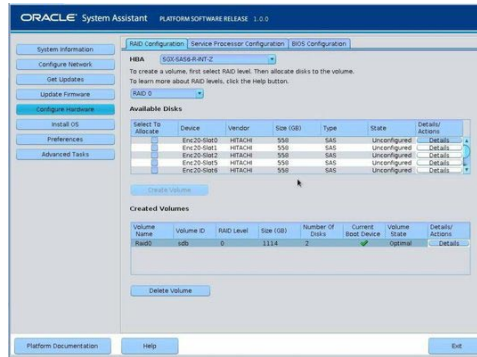 ORACLE® System Assistant PLATFORM SOFTWARE RELEASE 1.0.0
System Information
Configure Network
Get Updates
Update Firmware
Configure Hardware
Install OS
Preferences
Advanced Tasks
RAID Configuration Service Processor Configuration BIOS Configuration
HBA SGX-SAS6-R-INT-Z
To create a volume, first select RAID level. Then allocate disks to the volume.
To learn more about RAID levels, click the Help button.
RAID 0
Available Disks
Select To Allocate Device Vendor Size (GB) Type State Details/ Actions
Enc20-Slot0 HITACHI 558 SAS Unconfigured Details
Enc20-Slot1 HITACHI 558 SAS Unconfigured Details
Enc20-Slot2 HITACHI 558 SAS Unconfigured Details
Enc20-Slot5 HITACHI 558 SAS Unconfigured Details
Enc20-Slot6 HITACHI 558 SAS Unconfigured Details
Create Volume
Created Volumes
Volume Name Volume ID RAID Level Size (GB) Number Of Disks Current Boot Device Volume State Details/ Actions
Raid0 sdb 0 1114 2 Optimal Details
Delete Volume
Platform Documentation Help Exit